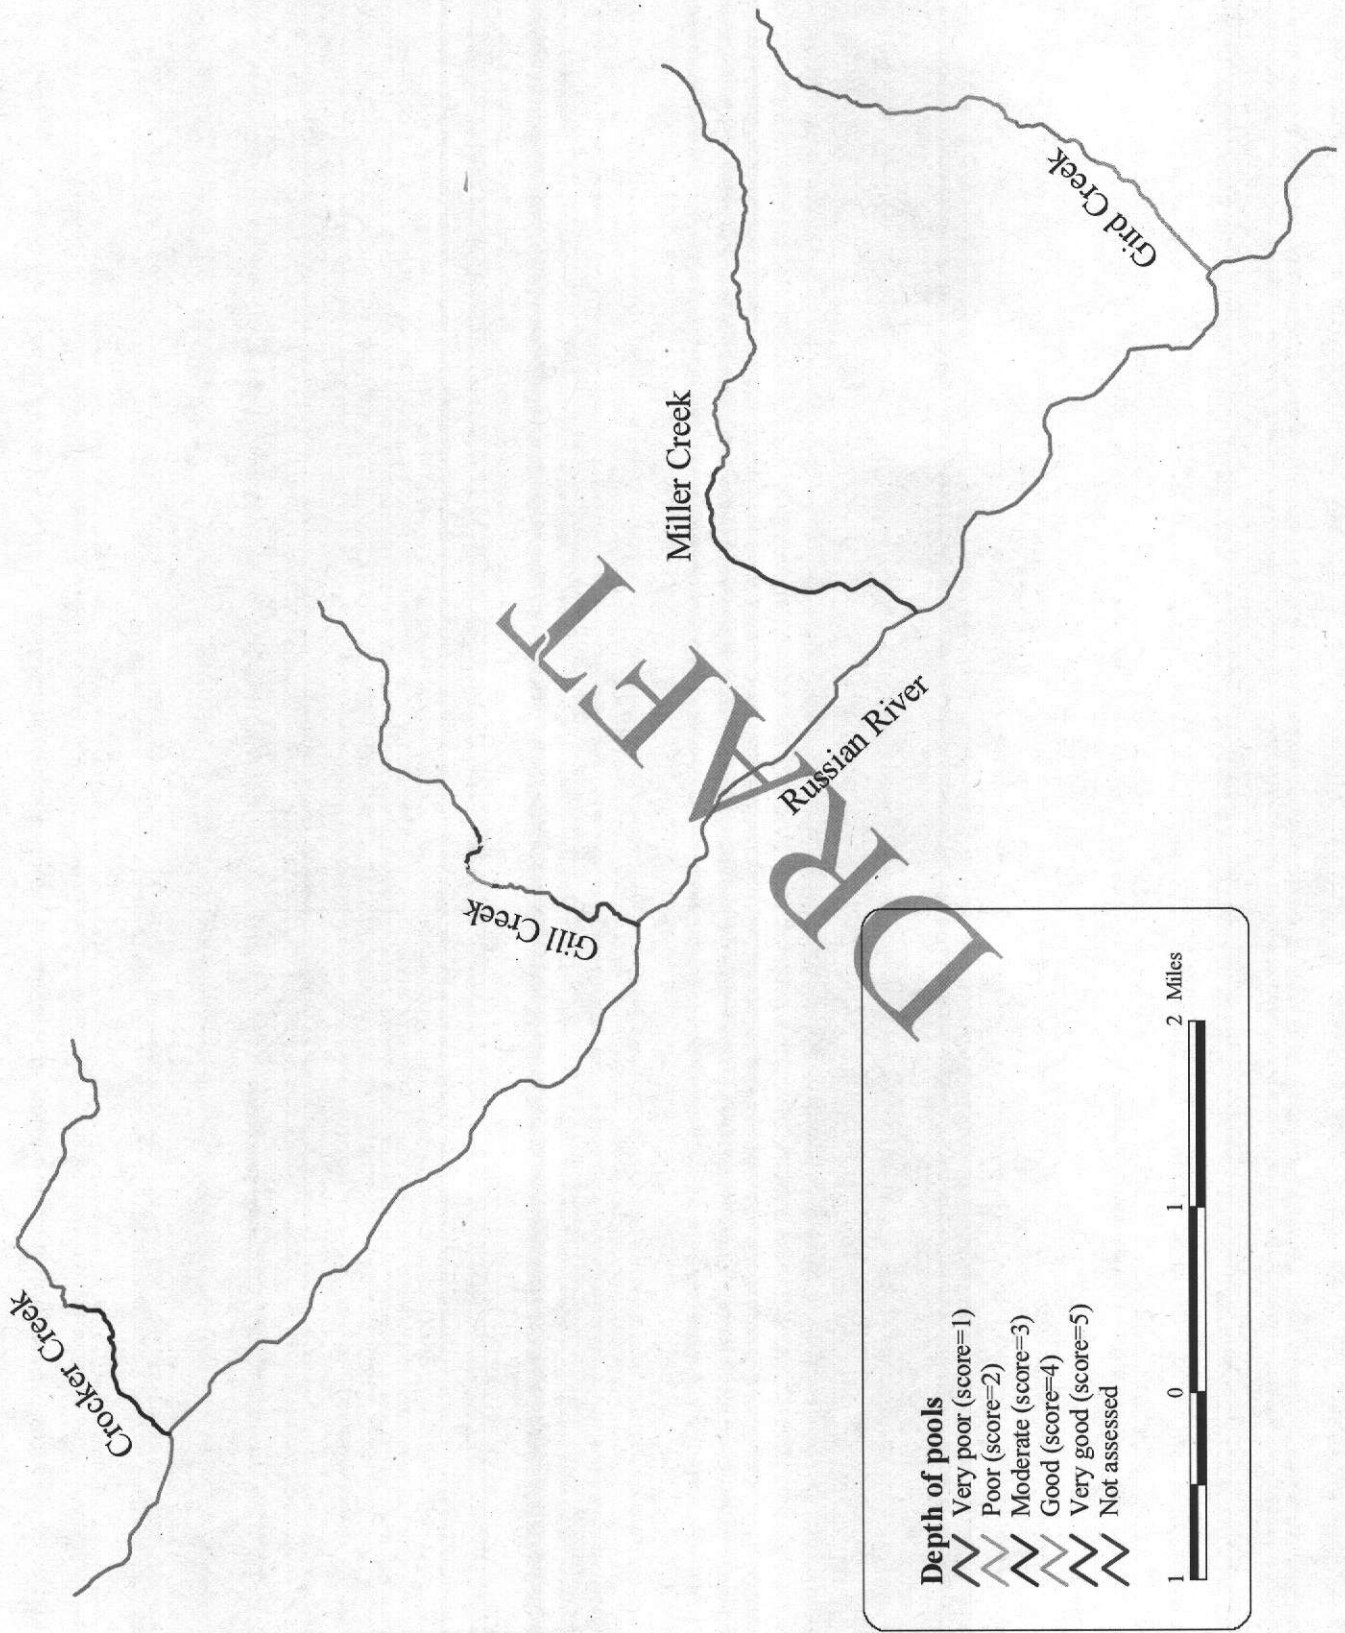 Crocker Creek
Gill Creek
Miller Creek
Gird Creek
Russian River
DRAFT
Depth of pools
Very poor (score=1)
Poor (score=2)
Moderate (score=3)
Good (score=4)
Very good (score=5)
Not assessed
1 0 1 2 Miles